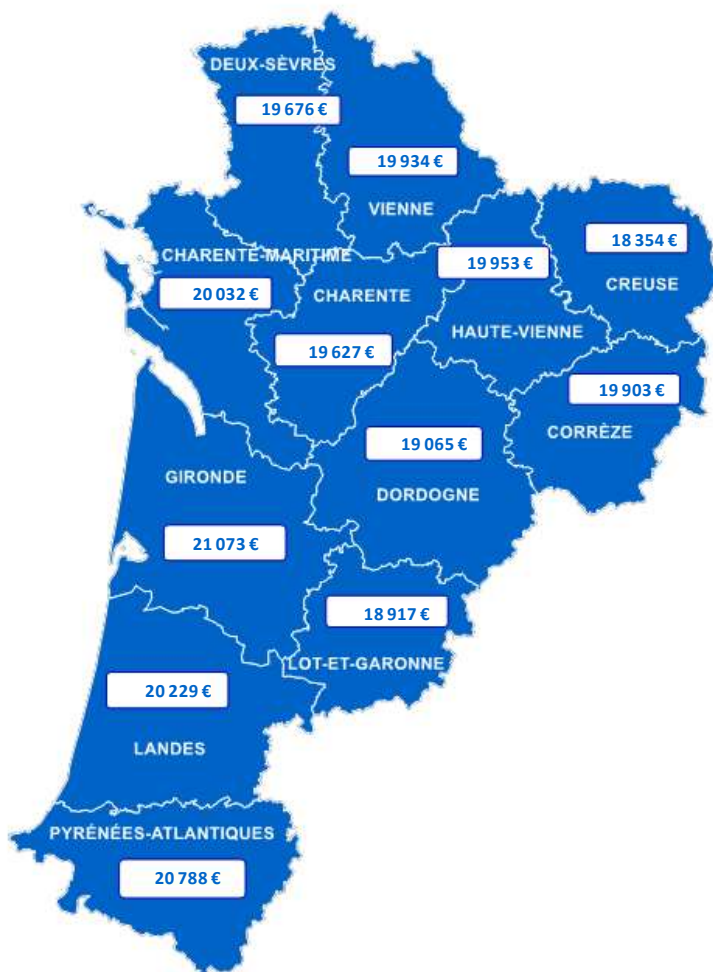 DEUX-SÈVRES
19 676 €
19 934 €
VIENNE
CHARENTE-MARITIME
20 032 €
CHARENTE
19 627 €
19 953 €
HAUTE-VIENNE
18 354 €
CREUSE
19 903 €
CORRÈZE
19 065 €
DORDOGNE
GIRONDE
21 073 €
18 917 €
LOT-ET-GARONNE
20 229 €
LANDES
PYRÉNÉES-ATLANTIQUES
20 788 €